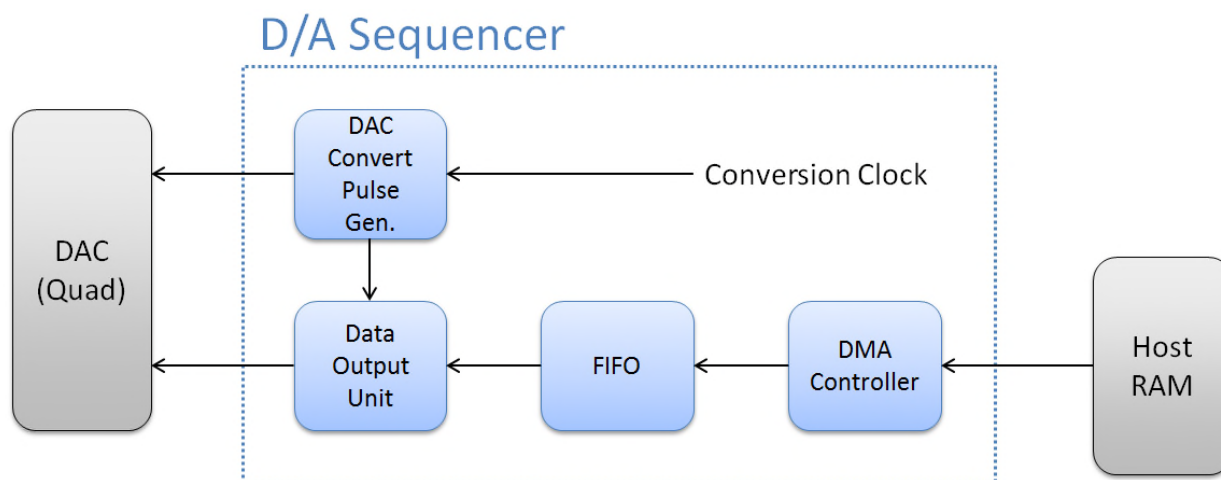 D/A Sequencer
DAC
Convert
Pulse
Gen.
Conversion Clock
DAC
(Quad)
Data
Output
Unit
FIFO
DMA
Controller
Host
RAM